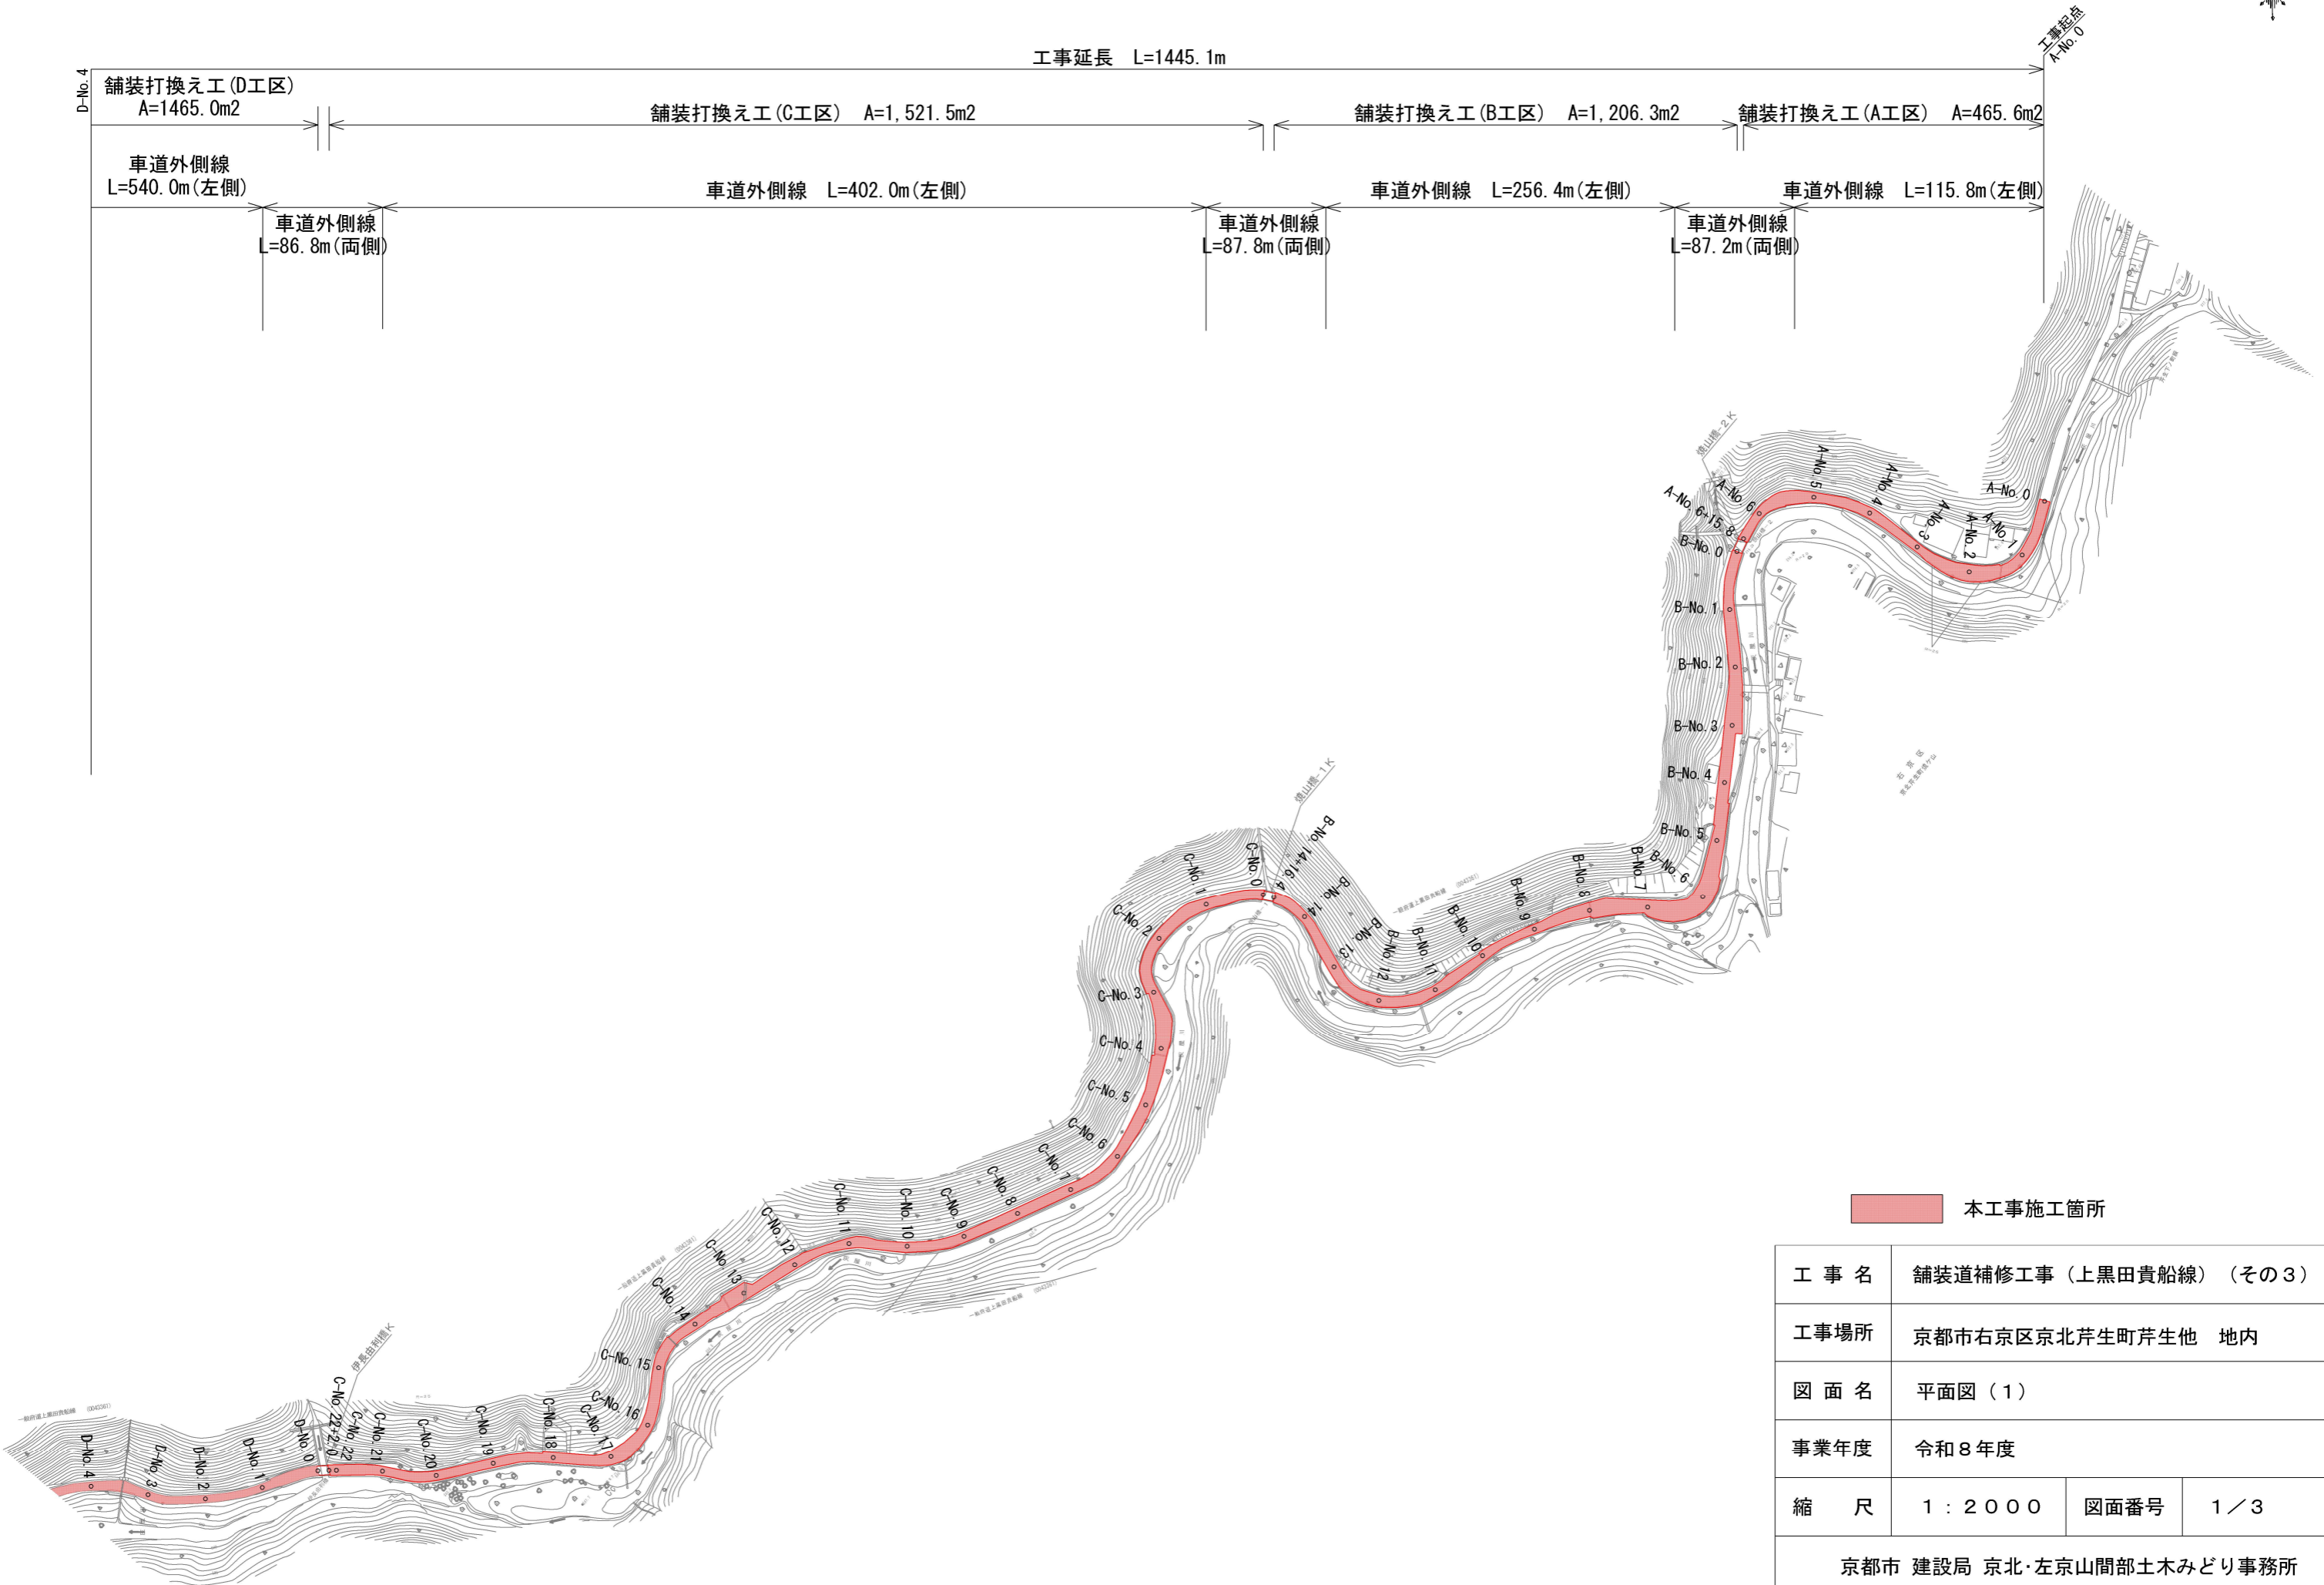 工事起点
A-No.0
工事延長　L=1445.1m
D-No.4
舗装打換え工(D工区)
A=1465.0m2
舗装打換え工(C工区)　A=1,521.5m2
舗装打換え工(B工区)　A=1,206.3m2
舗装打換え工(A工区)　A=465.6m2
車道外側線
L=540.0m(左側)
車道外側線　L=402.0m(左側)
車道外側線　L=256.4m(左側)
車道外側線　L=115.8m(左側)
車道外側線
L=86.8m(両側)
車道外側線
L=87.8m(両側)
車道外側線
L=87.2m(両側)
A-No.0
A-No.1
A-No.2
A-No.3
A-No.4
A-No.5
A-No.6
A-No.6+15.8
B-No.0
B-No.1
B-No.2
B-No.3
B-No.4
B-No.5
B-No.6
B-No.7
B-No.8
B-No.9
B-No.10
B-No.11
B-No.12
B-No.13
B-No.14
B-No.14+16.4
C-No.0
C-No.1
C-No.2
C-No.3
C-No.4
C-No.5
C-No.6
C-No.7
C-No.8
C-No.9
C-No.10
C-No.11
C-No.12
C-No.13
C-No.14
C-No.15
C-No.16
C-No.17
C-No.18
C-No.19
C-No.20
C-No.21
C-No.22
C-No.22+2.0
D-No.0
D-No.1
D-No.2
D-No.3
D-No.4
焼山橋-2K
焼山橋-1K
伊長由利橋K
右京区
本工事施工箇所
工事名　舗装道補修工事（上黒田貴船線）（その３）
工事場所　京都市右京区京北芹生町芹生他　地内
図面名　平面図（１）
事業年度　令和８年度
縮尺　１：２０００　図面番号　１／３
京都市 建設局 京北･左京山間部土木みどり事務所